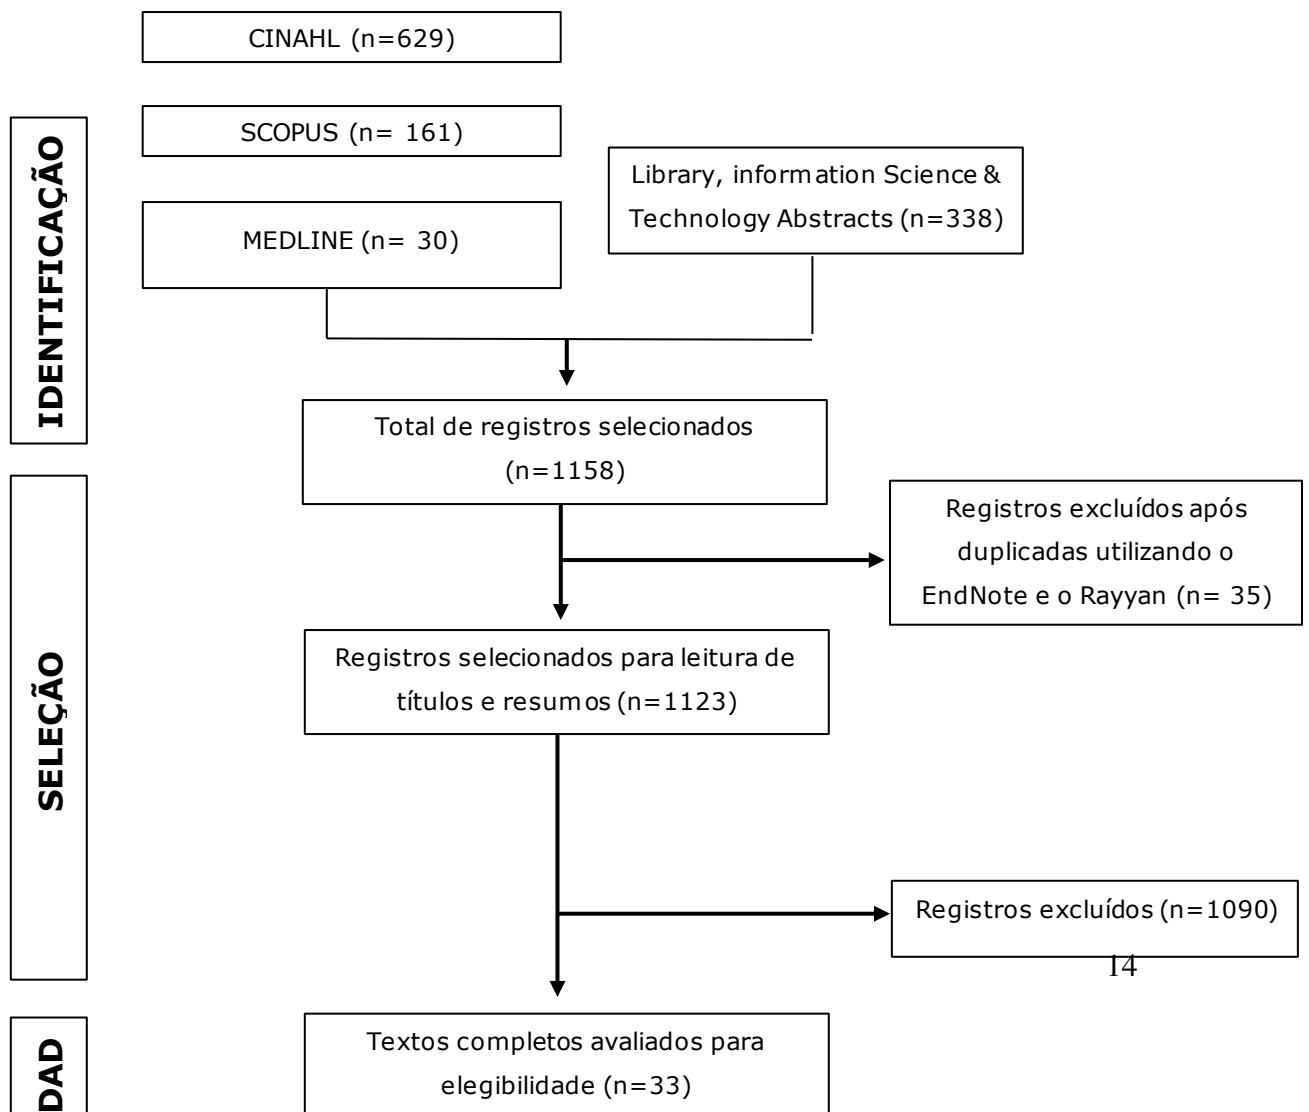 CINAHL (n=629)
IDENTIFICAÇÃO
SCOPUS (n= 161)
Library, information Science &
Technology Abstracts (n=338)
MEDLINE (n= 30)
Total de registros selecionados
(n=1158)
SELEÇÃO
Registros excluídos após
duplicadas utilizando o
EndNote e o Rayyan (n= 35)
Registros selecionados para leitura de
títulos e resumos (n=1123)
Registros excluídos (n=1090)
14
DAD
Textos completos avaliados para
elegibilidade (n=33)